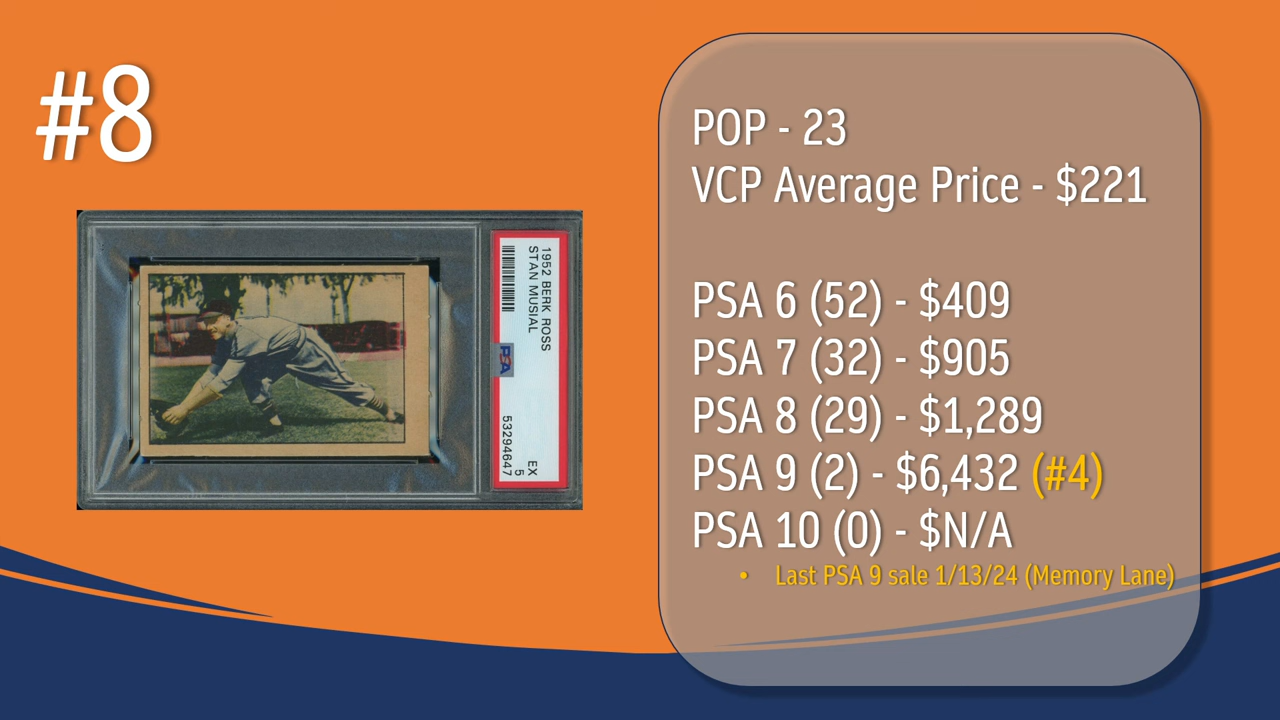 #8
1952 BERK ROSS
STAN MUSIAL
EX
5
PSA
53294647
POP - 23
VCP Average Price - $221
PSA 6 (52) - $409
PSA 7 (32) - $905
PSA 8 (29) - $1,289
PSA 9 (2) - $6,432 (#4)
PSA 10 (0) - $N/A
• Last PSA 9 sale 1/13/24 (Memory Lane)